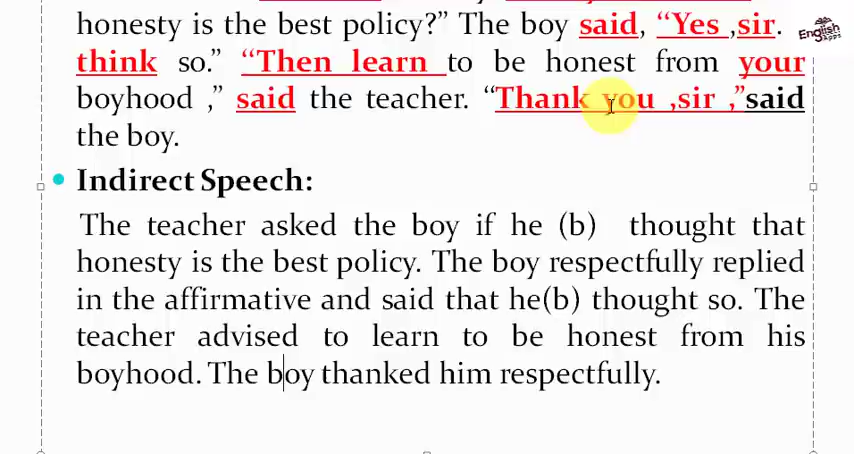 honesty is the best policy?” The boy said, “Yes ,sir.
English
Apps
think so.” “Then learn to be honest from your
boyhood ,” said the teacher. “Thank you ,sir ,”said
the boy.
• Indirect Speech:
The teacher asked the boy if he (b) thought that
honesty is the best policy. The boy respectfully replied
in the affirmative and said that he(b) thought so. The
teacher advised to learn to be honest from his
boyhood. The boy thanked him respectfully.